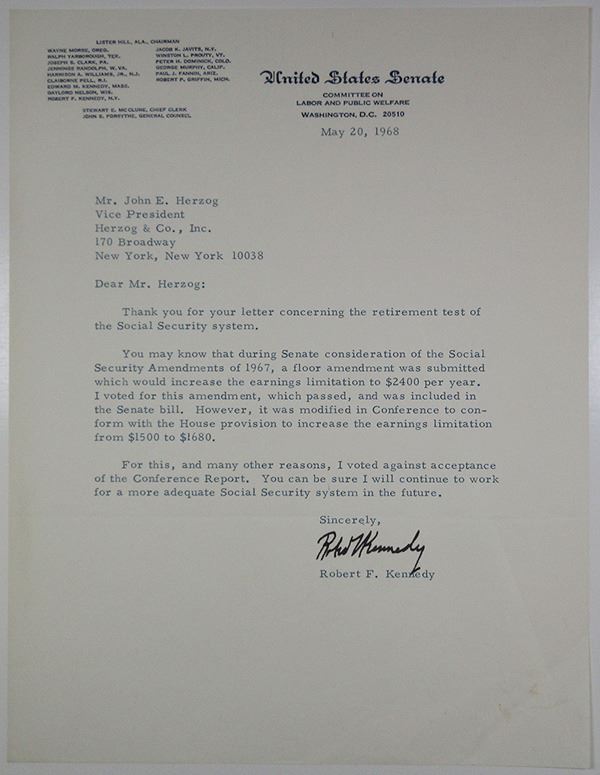 LISTER HILL, ALA., CHAIRMAN
WAYNE MORSE, OREG.
RALPH YARBOROUGH, TEX.
JOSEPH S. CLARK, PA.
JENNINGS RANDOLPH, W. VA.
HARRISON A. WILLIAMS, JR., N.J.
CLAIBORNE PELL, R.I.
EDWARD M. KENNEDY, MASS.
GAYLORD NELSON, WIS.
ROBERT F. KENNEDY, N.Y.
JACOB K. JAVITS, N.Y.
WINSTON L. PROUTY, VT.
PETER H. DOMINICK, COLO.
GEORGE MURPHY, CALIF.
PAUL J. FANNIN, ARIZ.
ROBERT P. GRIFFIN, MICH.
STEWART E. MCCLURE, CHIEF CLERK
JOHN S. FORSYTHE, GENERAL COUNSEL
United States Senate
COMMITTEE ON
LABOR AND PUBLIC WELFARE
WASHINGTON, D.C. 20510
May 20, 1968
Mr. John E. Herzog
Vice President
Herzog & Co., Inc.
170 Broadway
New York, New York 10038
Dear Mr. Herzog:
Thank you for your letter concerning the retirement test of
the Social Security system.
You may know that during Senate consideration of the Social
Security Amendments of 1967, a floor amendment was submitted
which would increase the earnings limitation to $2400 per year.
I voted for this amendment, which passed, and was included in
the Senate bill. However, it was modified in Conference to con-
form with the House provision to increase the earnings limitation
from $1500 to $1680.
For this, and many other reasons, I voted against acceptance
of the Conference Report. You can be sure I will continue to work
for a more adequate Social Security system in the future.
Sincerely,
Robt Kennedy
Robert F. Kennedy